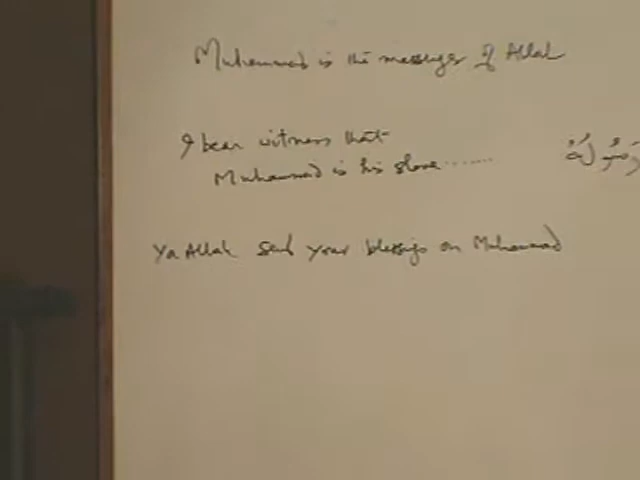 Muhammad is the messenger of Allah
I bear witness that
Muhammad is his slave ......
Ya Allah send your blessings on Muhammad